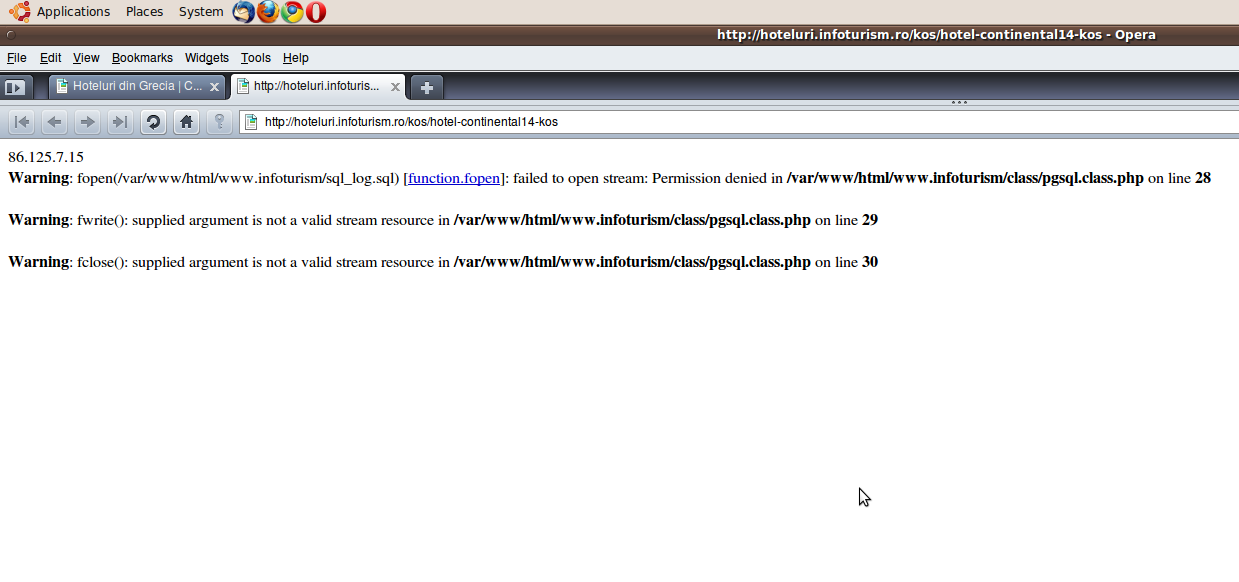 Applications Places System
http://hoteluri.infoturism.ro/kos/hotel-continental14-kos - Opera
File Edit View Bookmarks Widgets Tools Help
Hoteluri din Grecia | C... http://hoteluris.infoturis...
http://hoteluri.infoturism.ro/kos/hotel-continental14-kos
86.125.7.15
Warning: fopen(/var/www/html/www.infoturism/sql_log.sql) [function.fopen]: failed to open stream: Permission denied in /var/www/html/www.infoturism/class/pgsql.class.php on line 28
Warning: fwrite(): supplied argument is not a valid stream resource in /var/www/html/www.infoturism/class/pgsql.class.php on line 29
Warning: fclose(): supplied argument is not a valid stream resource in /var/www/html/www.infoturism/class/pgsql.class.php on line 30